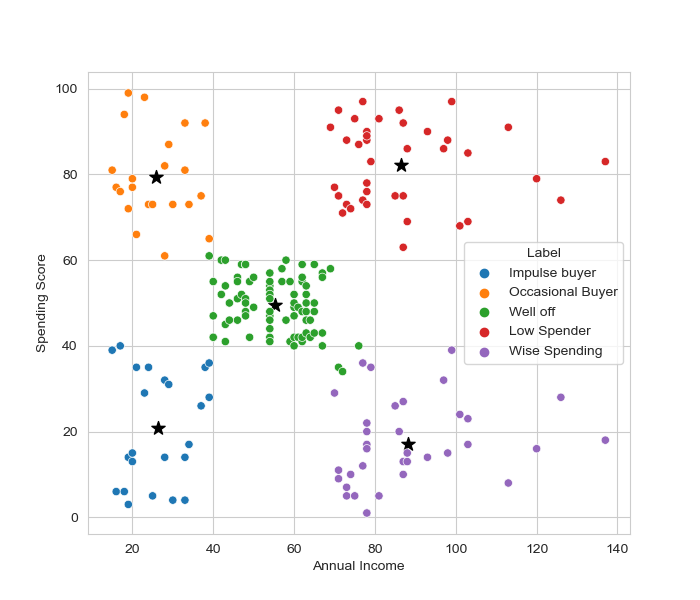 100
80
60
40
20
0
Spending Score
Label
Impulse buyer
Occasional Buyer
Well off
Low Spender
Wise Spending
20 40 60 80 100 120 140
Annual Income